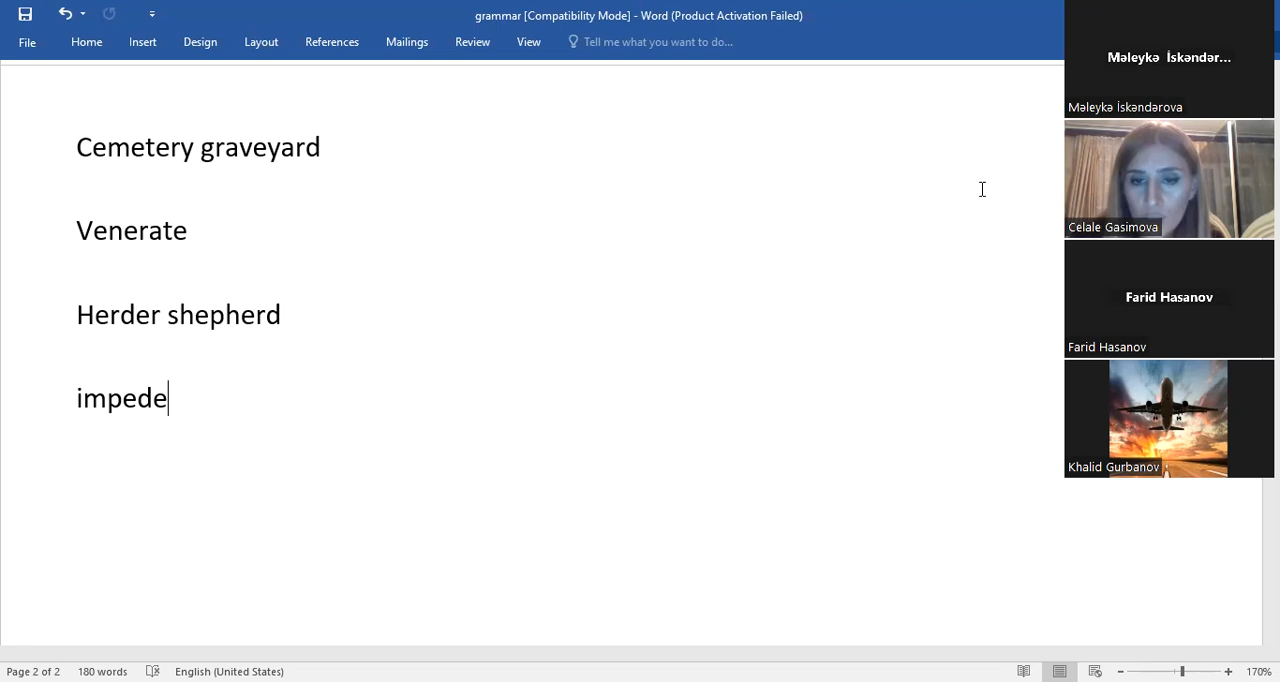 grammar [Compatibility Mode] - Word (Product Activation Failed)
File Home Insert Design Layout References Mailings Review View Tell me what you want to do...
Cemetery graveyard
Venerate
Herder shepherd
impede
Məleykə İskəndər...
Məleykə İskəndərova
Celale Gasimova
Farid Hasanov
Farid Hasanov
Khalid Gurbanov
Page 2 of 2 180 words English (United States) 170%